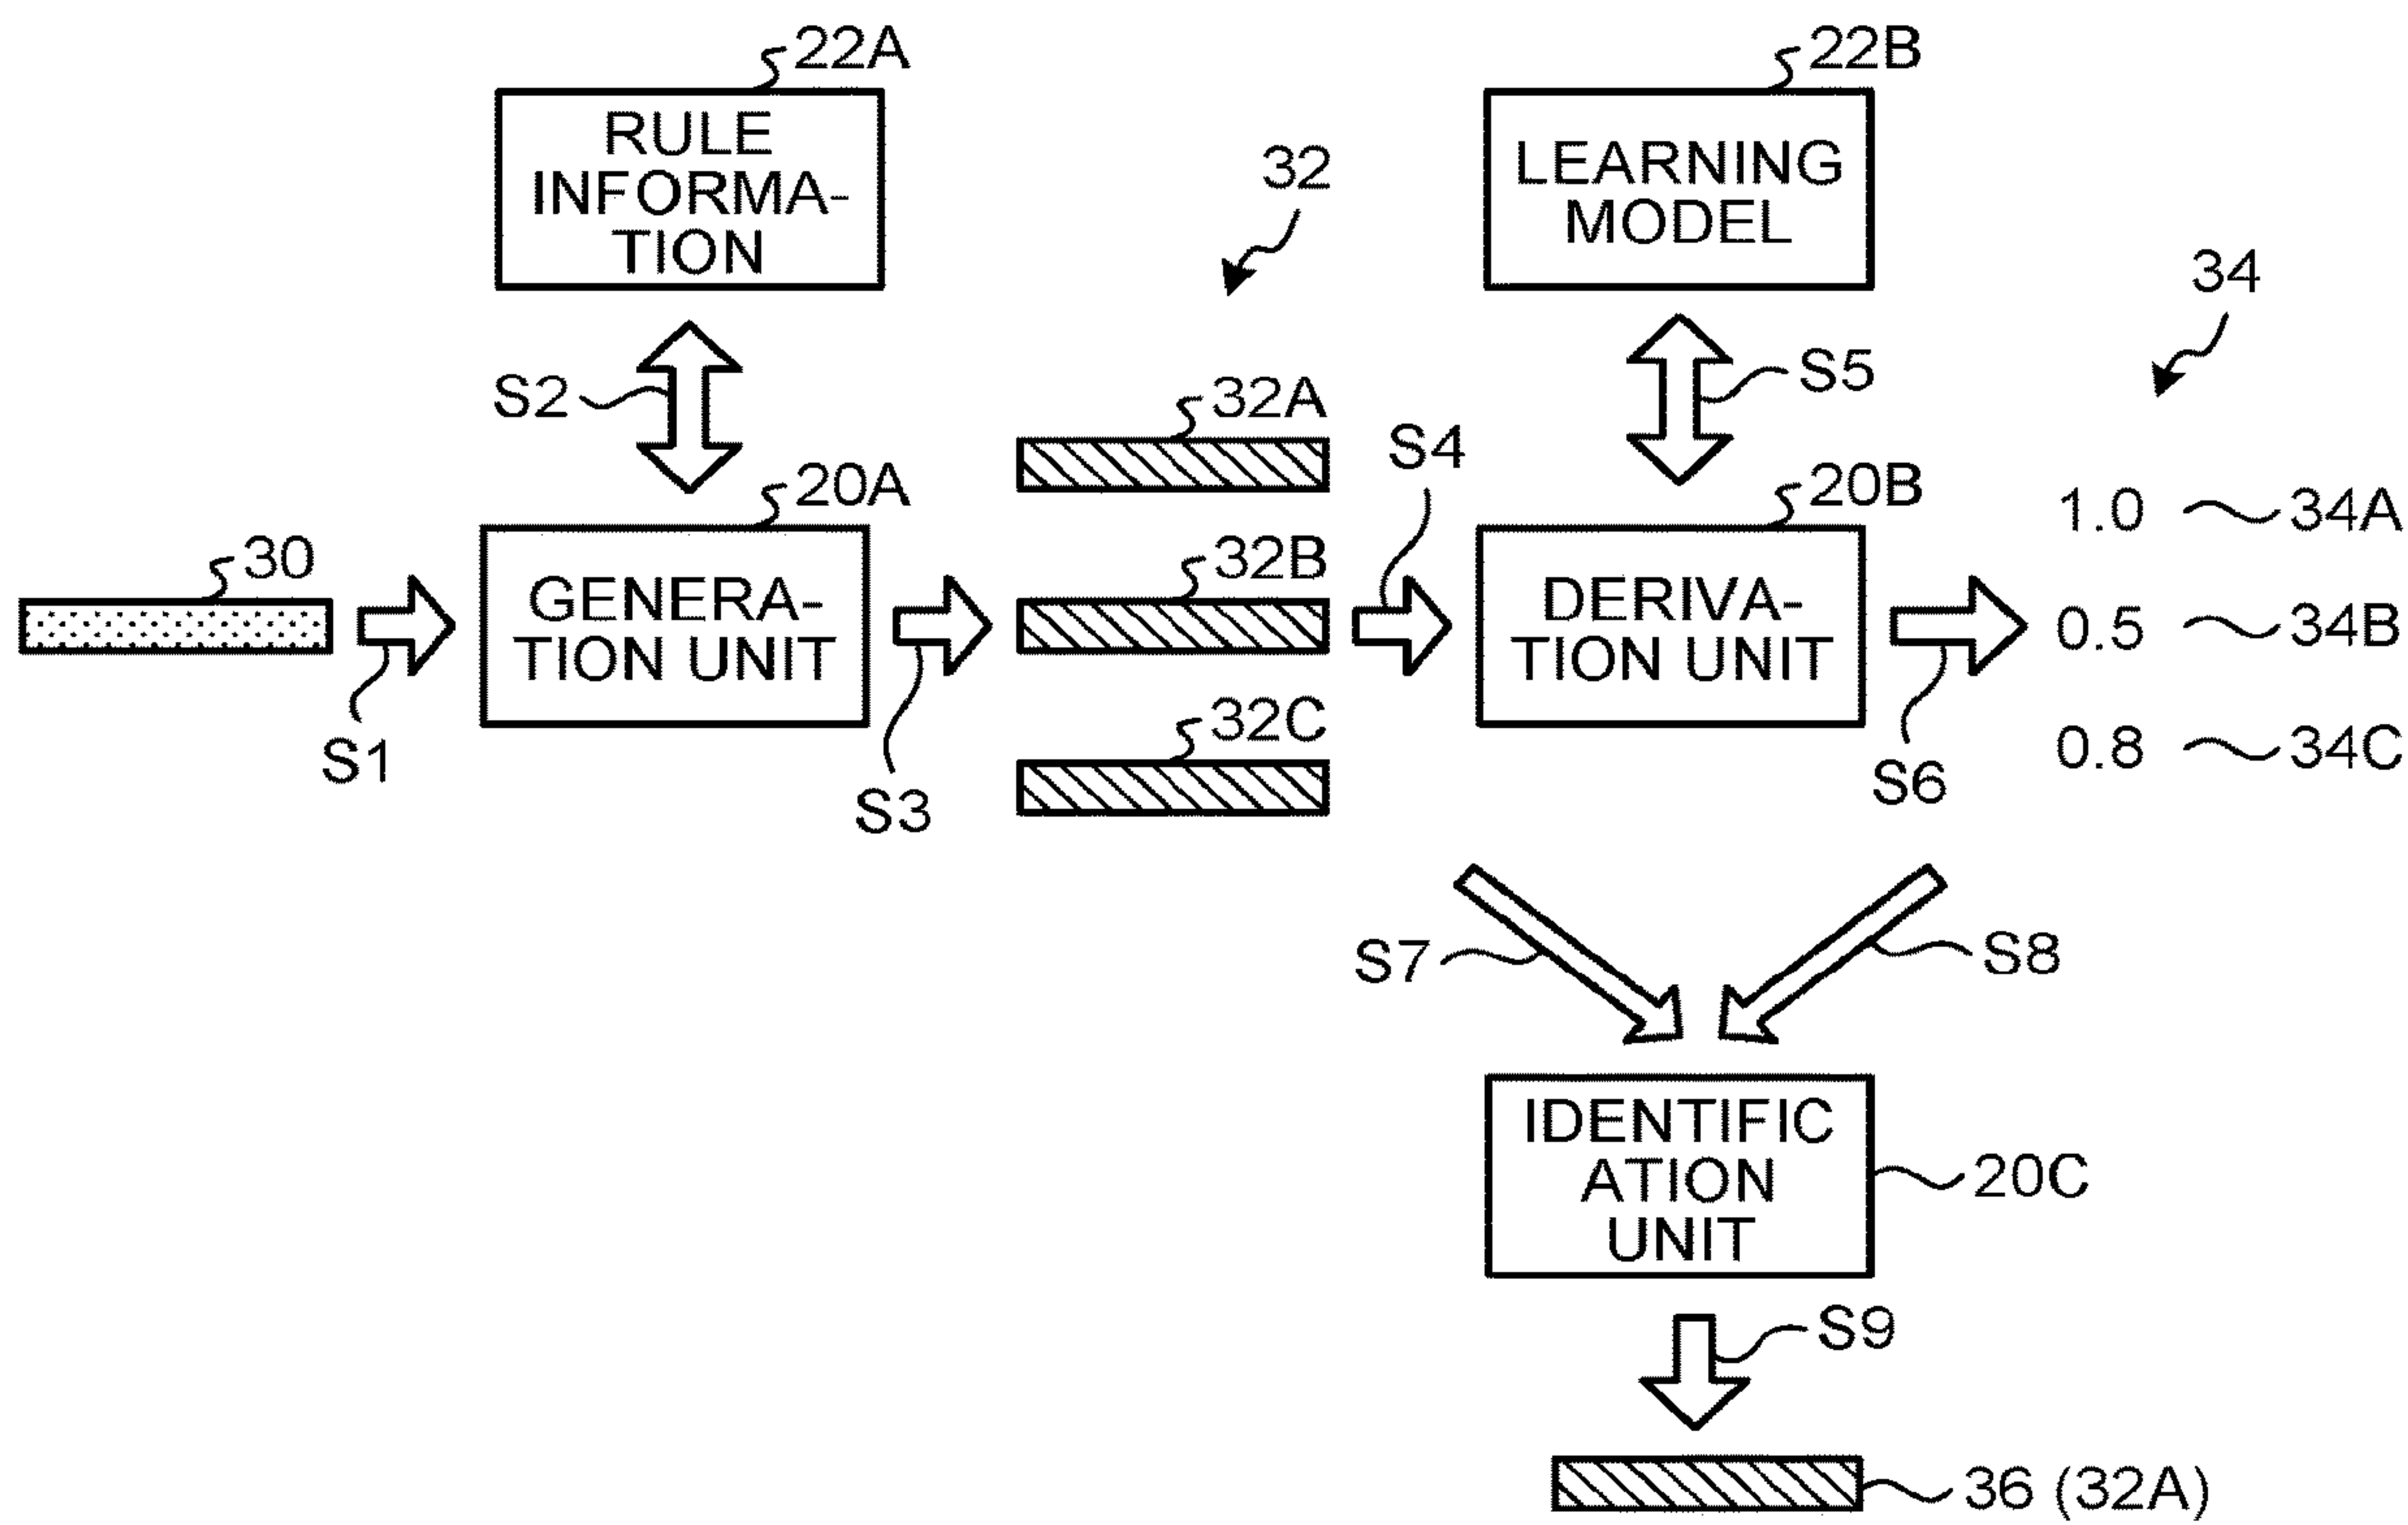 22A
22B
RULE
INFORMA-
TION
32
LEARNING
MODEL
34
S2
S5
32A
S4
20A
20B
1.0
34A
30
32B
GENERA-
TION UNIT
DERIVA-
TION UNIT
0.5
34B
32C
S1
S3
S6
0.8
34C
S7
S8
IDENTIFIC
ATION
UNIT
20C
S9
36 (32A)